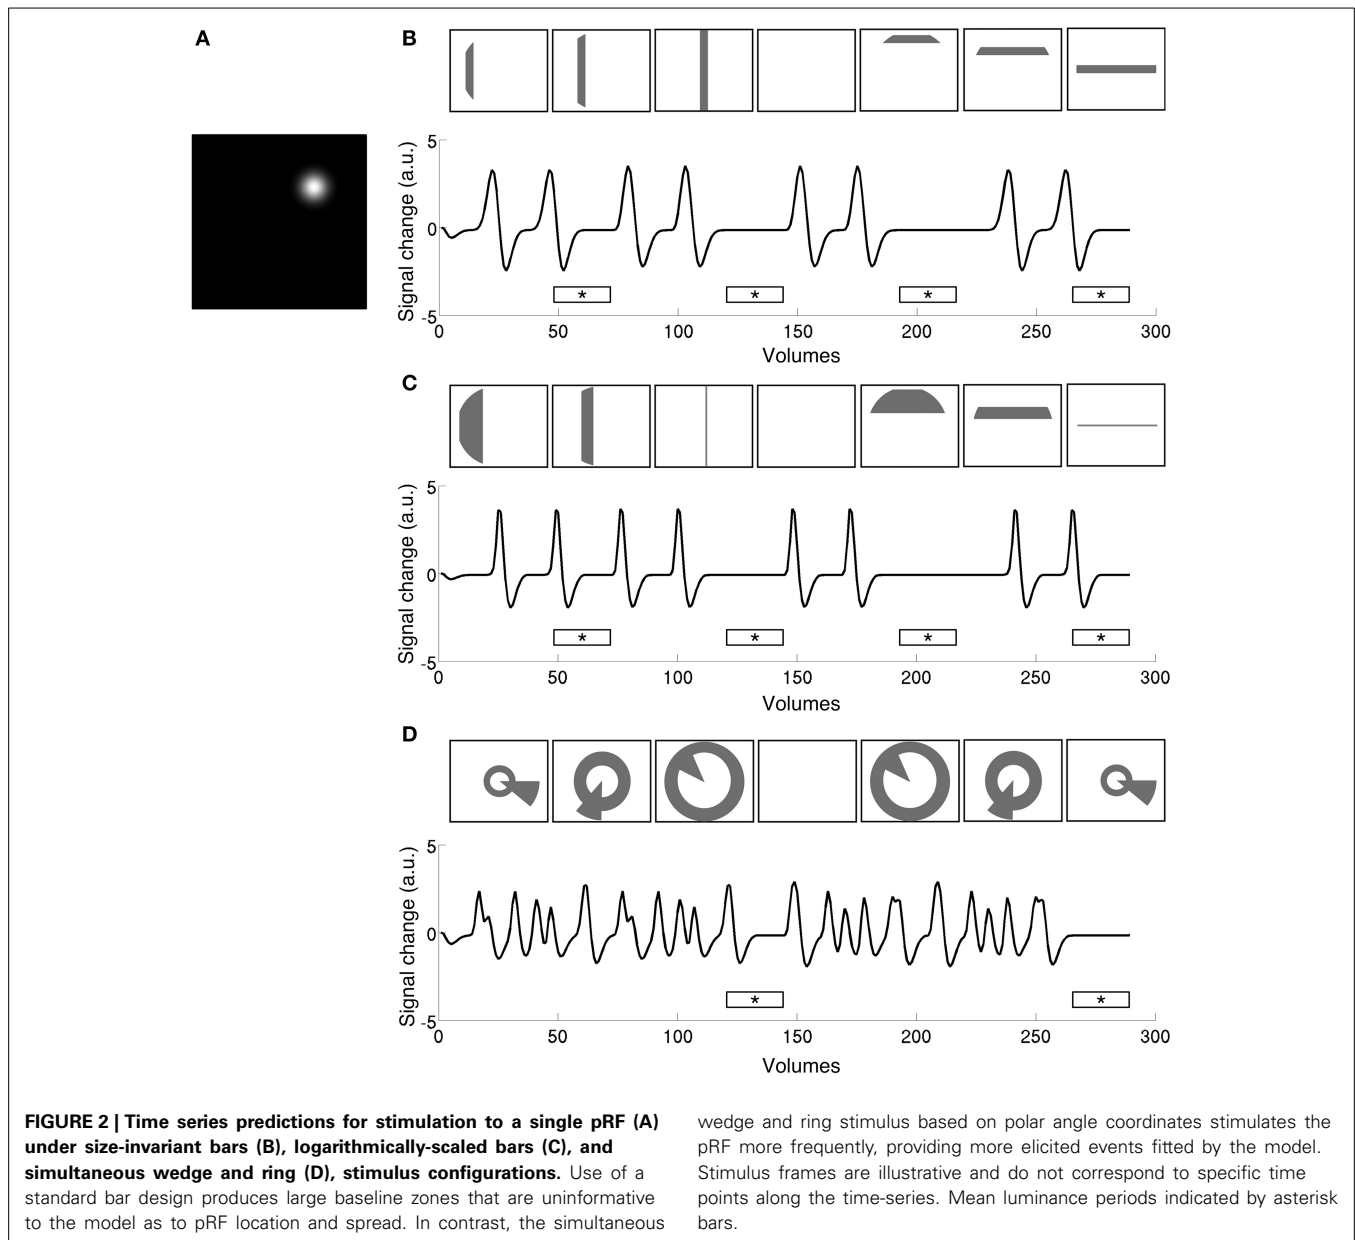 A
B
5
0
-5
Signal change (a.u.)
*
*
*
*
0
50
100
150
200
250
300
Volumes
C
5
0
-5
Signal change (a.u.)
*
*
*
*
0
50
100
150
200
250
300
Volumes
D
5
0
-5
Signal change (a.u.)
*
*
0
50
100
150
200
250
300
Volumes
FIGURE 2 | Time series predictions for stimulation to a single pRF (A)
under size-invariant bars (B), logarithmically-scaled bars (C), and
simultaneous wedge and ring (D), stimulus configurations. Use of a
standard bar design produces large baseline zones that are uninformative
to the model as to pRF location and spread. In contrast, the simultaneous
wedge and ring stimulus based on polar angle coordinates stimulates the
pRF more frequently, providing more elicited events fitted by the model.
Stimulus frames are illustrative and do not correspond to specific time
points along the time-series. Mean luminance periods indicated by asterisk
bars.